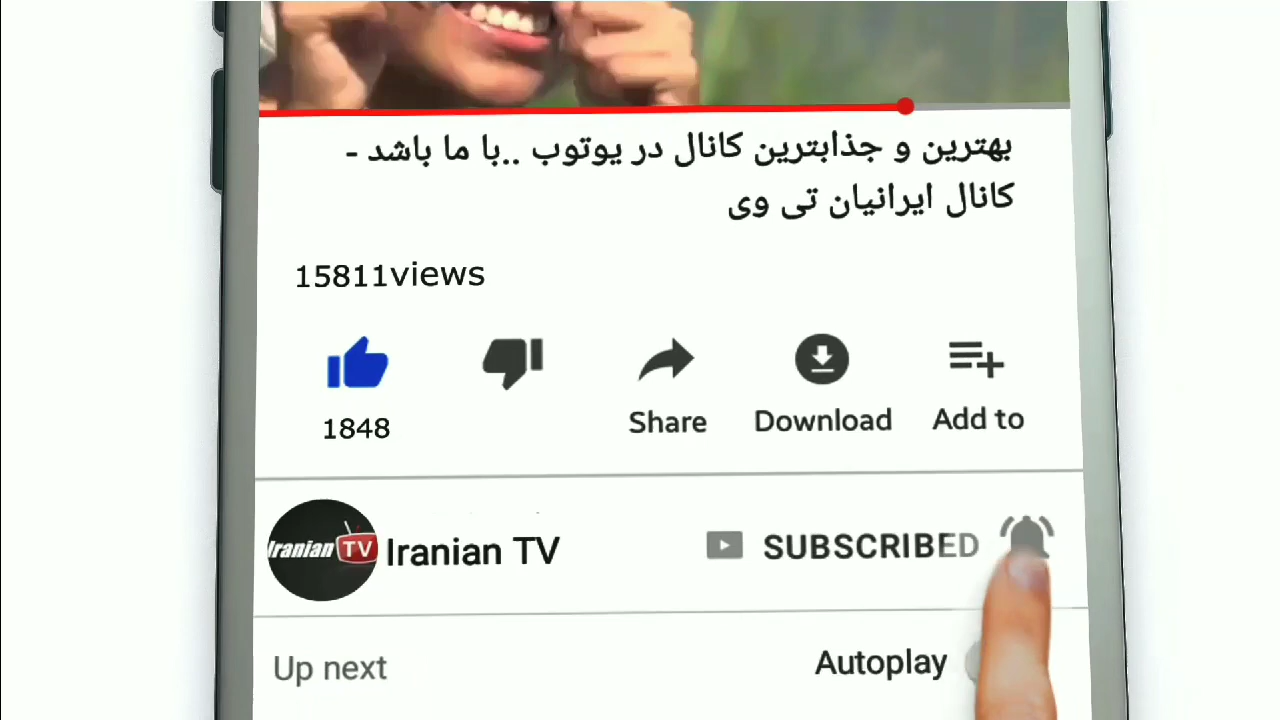 بهترین و جذابترین کانال در یوتوب ..با ما باشد -
کانال ایرانیان تی وی
15811views
1848
Share
Download
Add to
Iranian TV
Iranian TV
SUBSCRIBED
Up next
Autoplay